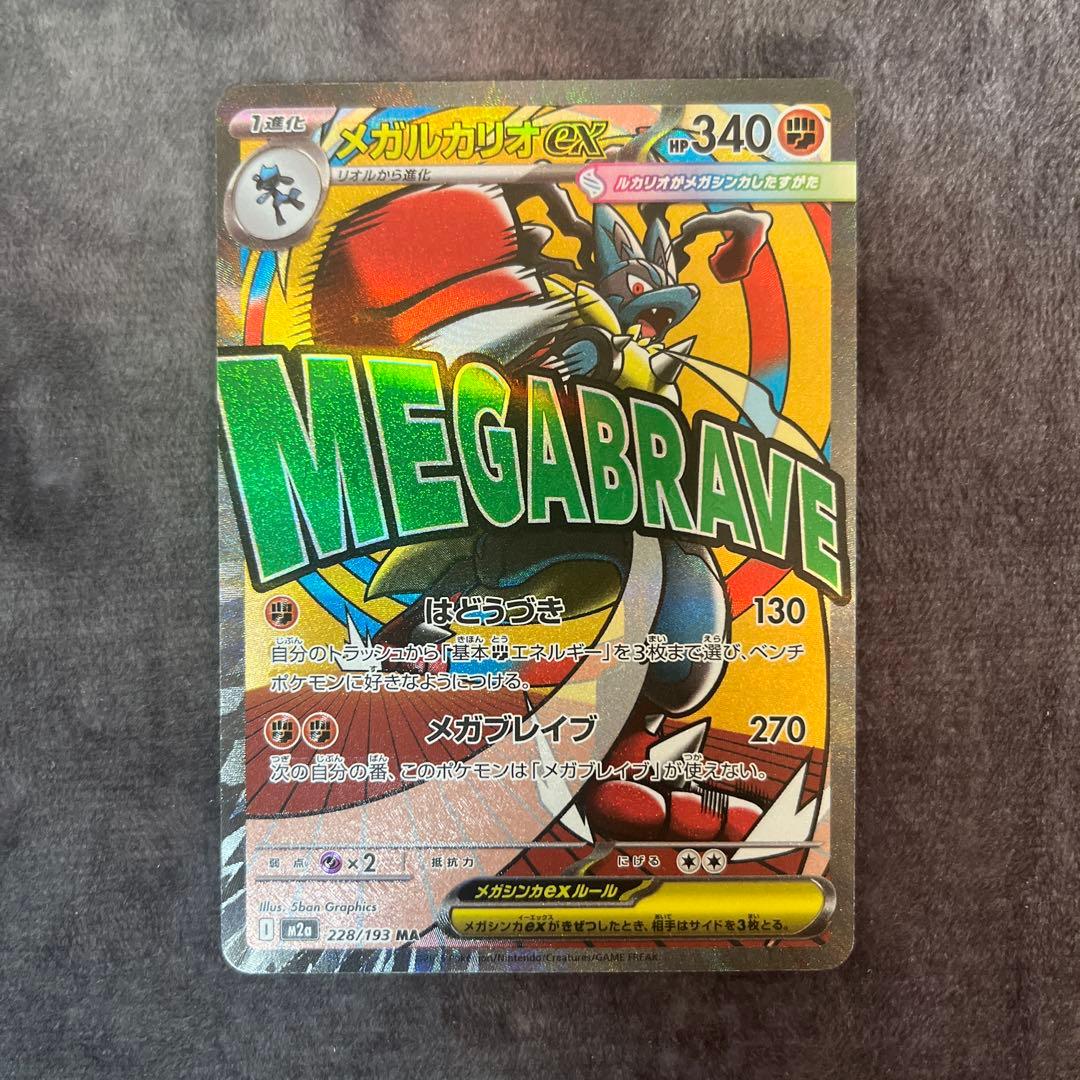 1進化
メガルカリオex
HP340
リオルから進化
ルカリオがメガシンカしたすがた
MEGABRAVE
はどうづき 130
自分のトラッシュから「基本エネルギー」を3枚まで選び、ベンチ
ポケモンに好きなようにつける。
メガブレイブ 270
次の自分の番、このポケモンは「メガブレイブ」が使えない。
弱点 ×2 抵抗力 にげる
メガシンカexルール
メガシンカexがきぜつしたとき、相手はサイドを3枚とる。
Illus. 5ban Graphics
I M2a 228/193 MA
Pokémon/Nintendo/Creatures/GAME FREAK